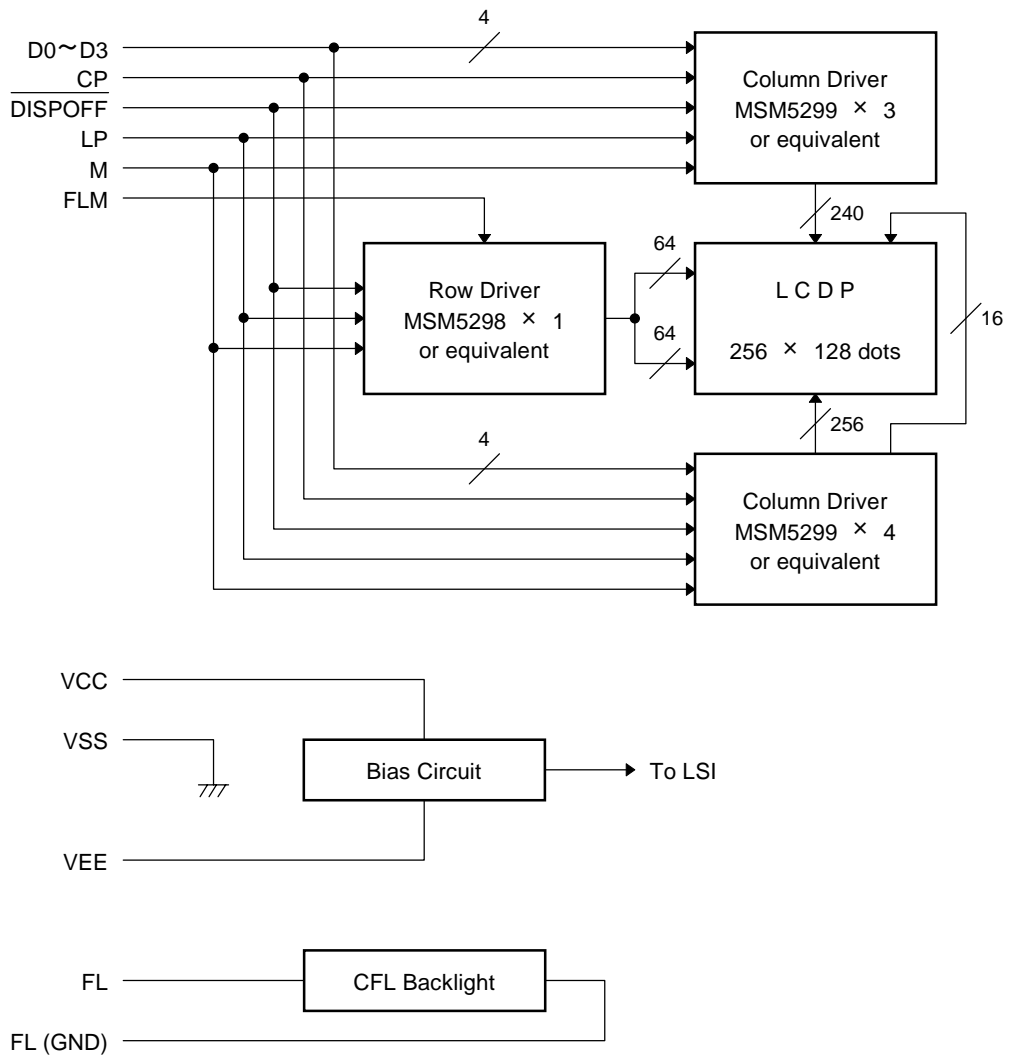 4
D0～D3
CP
DISPOFF
LP
M
FLM
Column Driver
MSM5299 × 3
or equivalent
240
64
Row Driver
MSM5298 × 1
or equivalent
64
L C D P
256 × 128 dots
16
256
4
Column Driver
MSM5299 × 4
or equivalent
VCC
VSS
Bias Circuit
To LSI
VEE
FL
CFL Backlight
FL (GND)